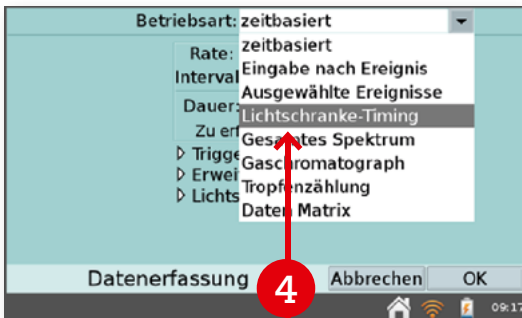 Betriebsart: zeitbasiert
zeitbasiert
Rate:
Eingabe nach Ereignis
Interval
Ausgewählte Ereignisse
Dauer:
Lichtschranke-Timing
Zu erf
Gesamtes Spektrum
Trigge
Gaschromatograph
Erwei
Tropfenzählung
Lichts
Daten Matrix
4
Datenerfassung Abbrechen OK
09:17